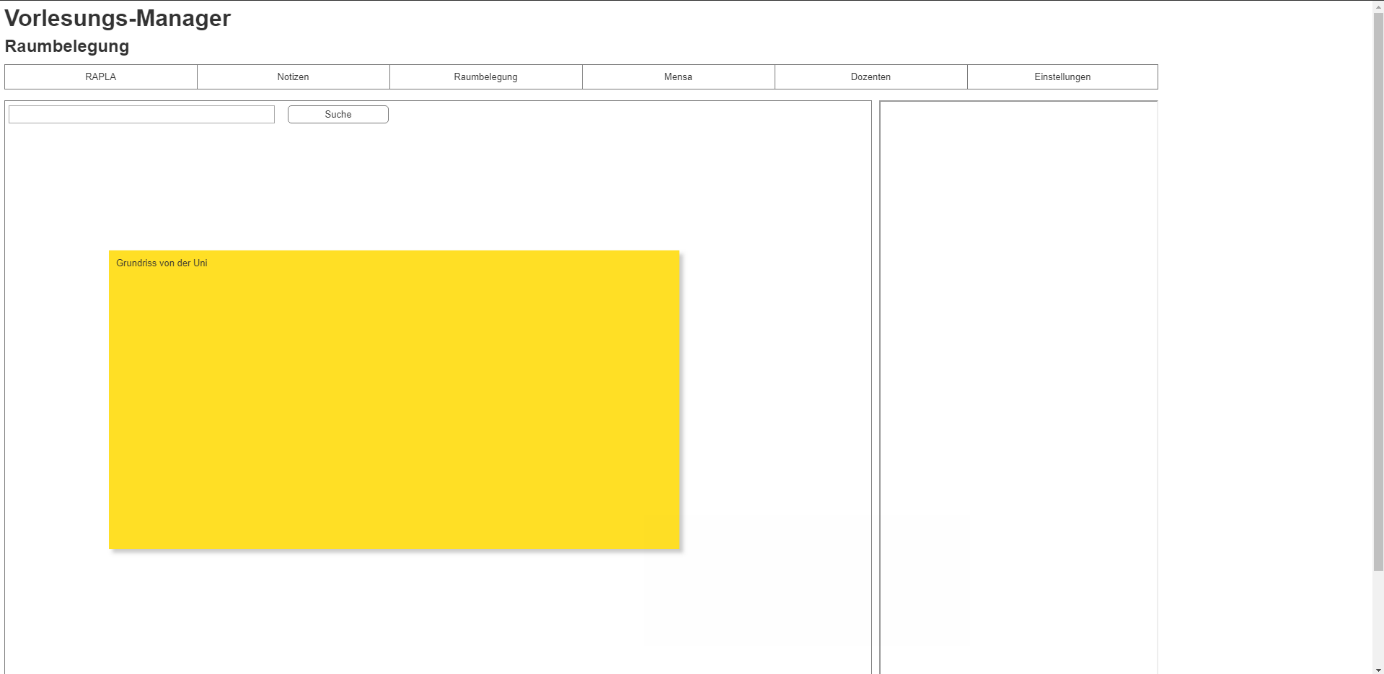 Vorlesungs-Manager
Raumbelegung
RAPLA Notizen Raumbelegung Mensa Dozenten Einstellungen
Suche
Grundriss von der Uni